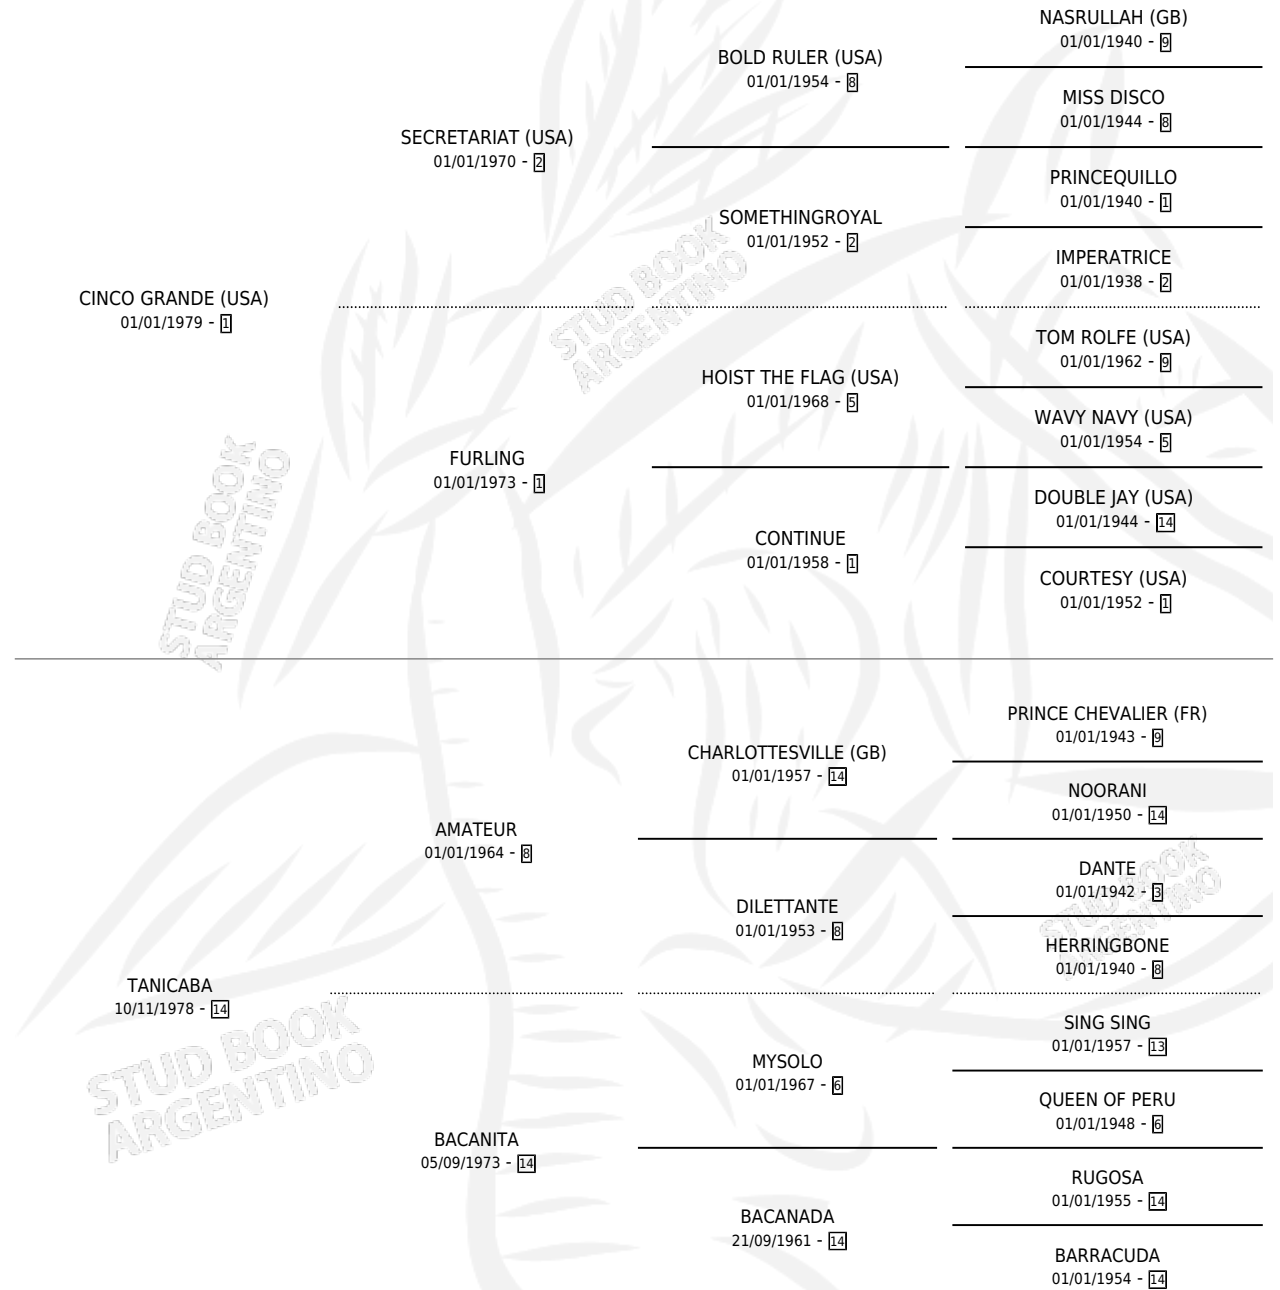 NASRULLAH (GB)
01/01/1940 - 9
BOLD RULER (USA)
01/01/1954 - 8
MISS DISCO
01/01/1944 - 8
SECRETARIAT (USA)
01/01/1970 - 2
PRINCEQUILLO
01/01/1940 - 1
SOMETHINGROYAL
01/01/1952 - 2
IMPERATRICE
01/01/1938 - 2
CINCO GRANDE (USA)
01/01/1979 - 1
TOM ROLFE (USA)
01/01/1962 - 9
HOIST THE FLAG (USA)
01/01/1968 - 5
WAVY NAVY (USA)
01/01/1954 - 5
FURLING
01/01/1973 - 1
DOUBLE JAY (USA)
01/01/1944 - 14
CONTINUE
01/01/1958 - 1
COURTESY (USA)
01/01/1952 - 1
PRINCE CHEVALIER (FR)
01/01/1943 - 9
CHARLOTTESVILLE (GB)
01/01/1957 - 14
NOORANI
01/01/1950 - 14
AMATEUR
01/01/1964 - 8
DANTE
01/01/1942 - 3
DILETTANTE
01/01/1953 - 8
HERRINGBONE
01/01/1940 - 8
TANICABA
10/11/1978 - 14
SING SING
01/01/1957 - 13
MYSOLO
01/01/1967 - 6
QUEEN OF PERU
01/01/1948 - 6
BACANITA
05/09/1973 - 14
RUGOSA
01/01/1955 - 14
BACANADA
21/09/1961 - 14
BARRACUDA
01/01/1954 - 14
STUD BOOK
ARGENTINO
STUD BOOK
ARGENTINO
STUD BOOK
ARGENTINO
STUD BOOK
ARGENTINO